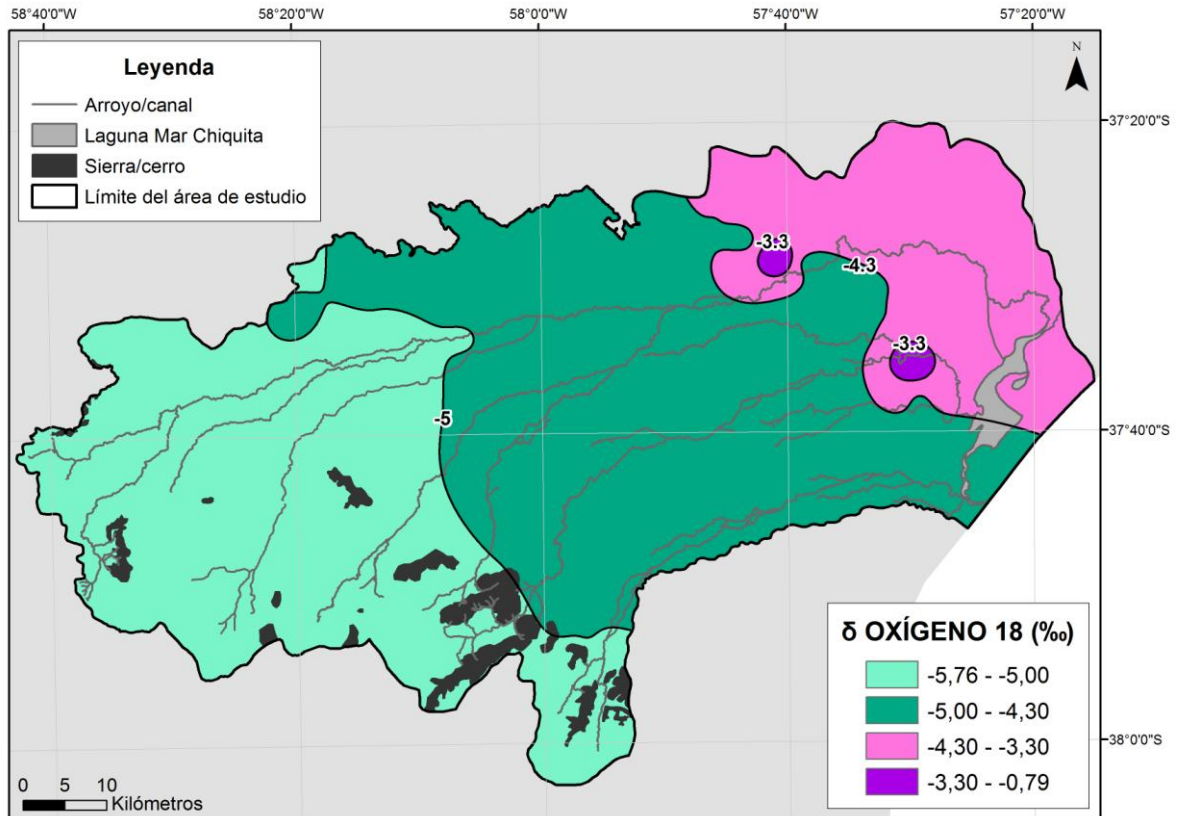 58°40'0"W
58°20'0"W
58°0'0"W
57°40'0"W
57°20'0"W
Leyenda
Arroyo/canal
Laguna Mar Chiquita
Sierra/cerro
Límite del área de estudio
N
37°20'0"S
-3.3
-4.3
-3.3
-5
37°40'0"S
δ OXÍGENO 18 (‰)
-5,76 - -5,00
-5,00 - -4,30
-4,30 - -3,30
-3,30 - -0,79
38°0'0"S
0 5 10
Kilómetros